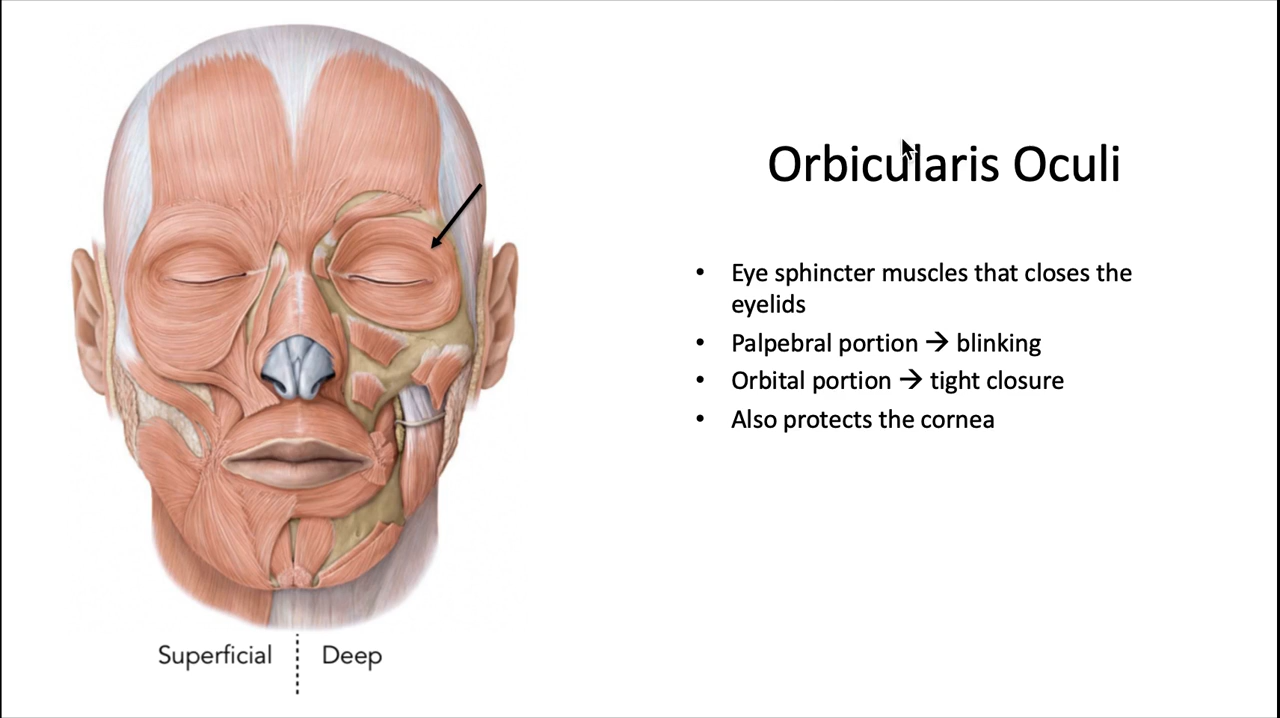 Orbicularis Oculi
• Eye sphincter muscles that closes the
eyelids
• Palpebral portion → blinking
• Orbital portion → tight closure
• Also protects the cornea
Superficial
Deep